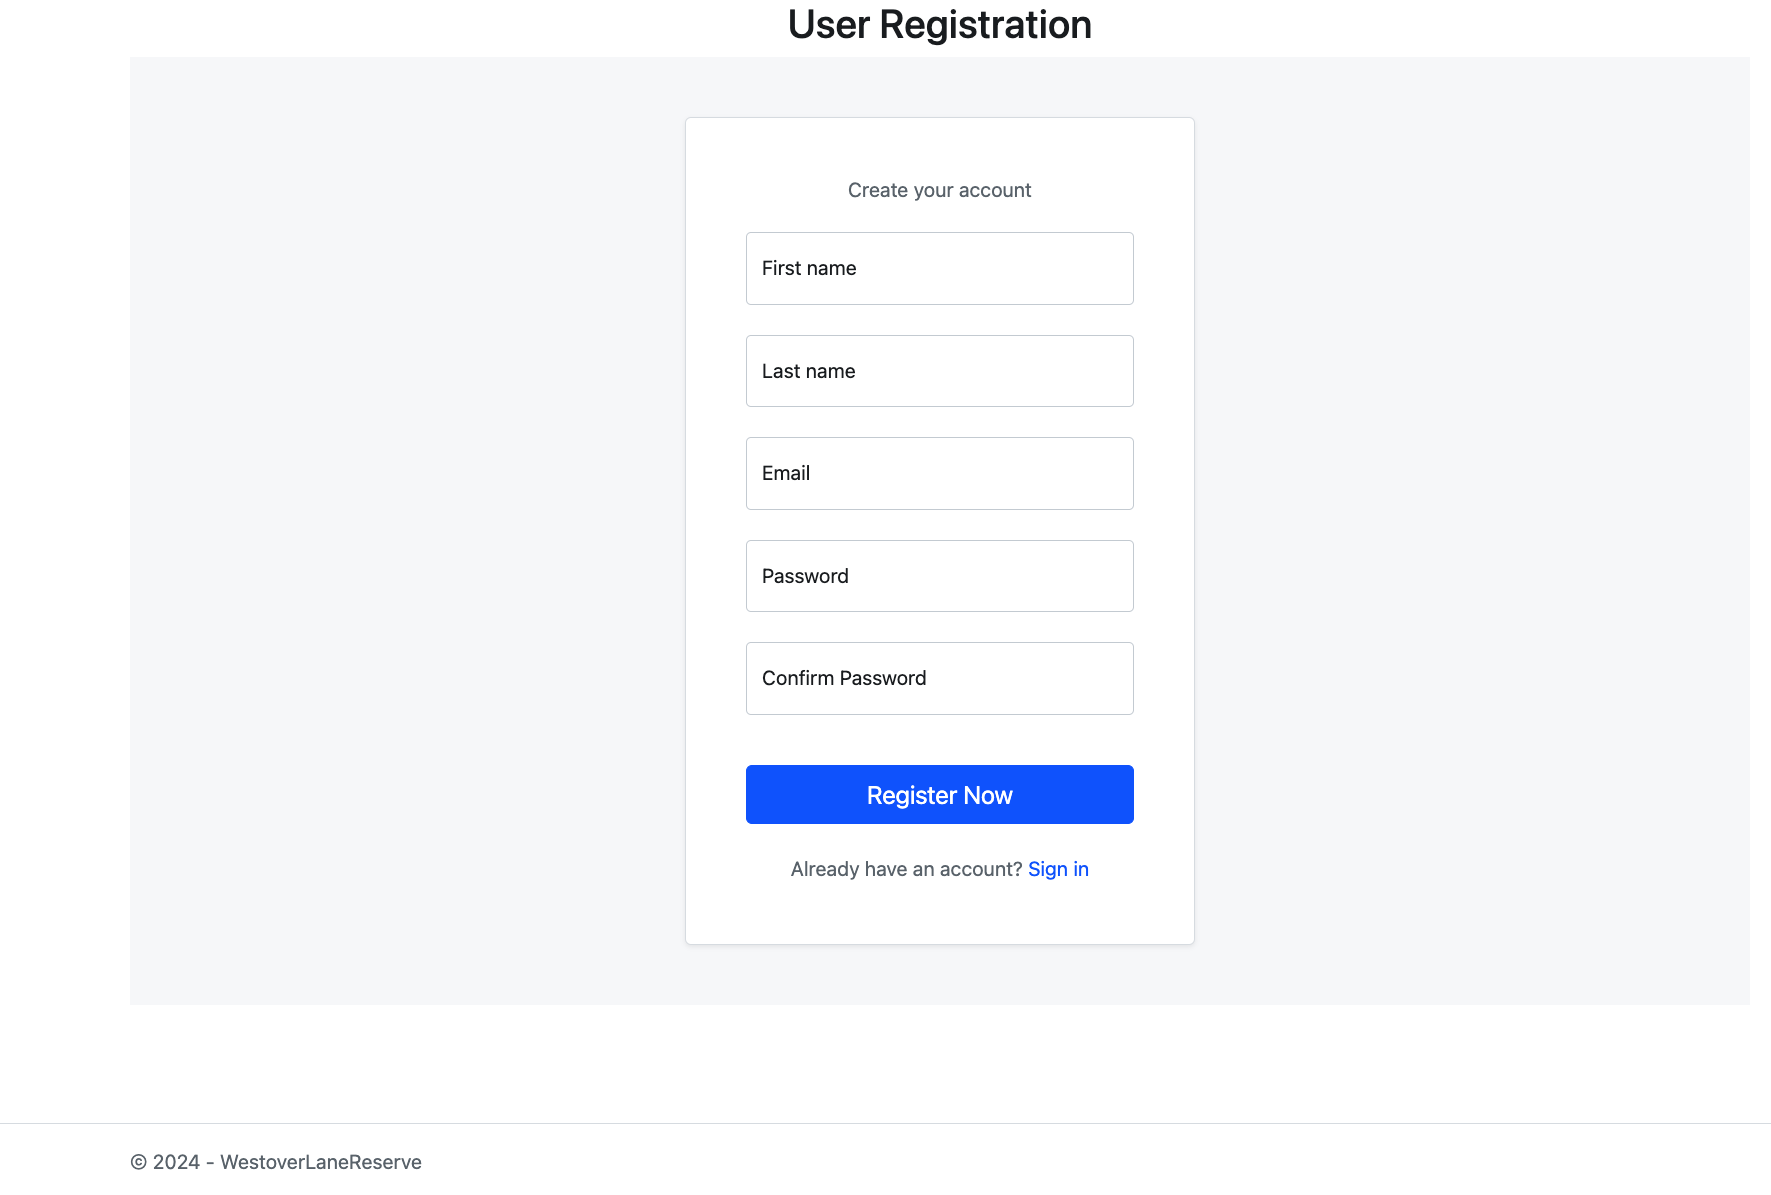 User Registration
Create your account
First name
Last name
Email
Password
Confirm Password
Register Now
Already have an account? Sign in
© 2024 - WestoverLaneReserve